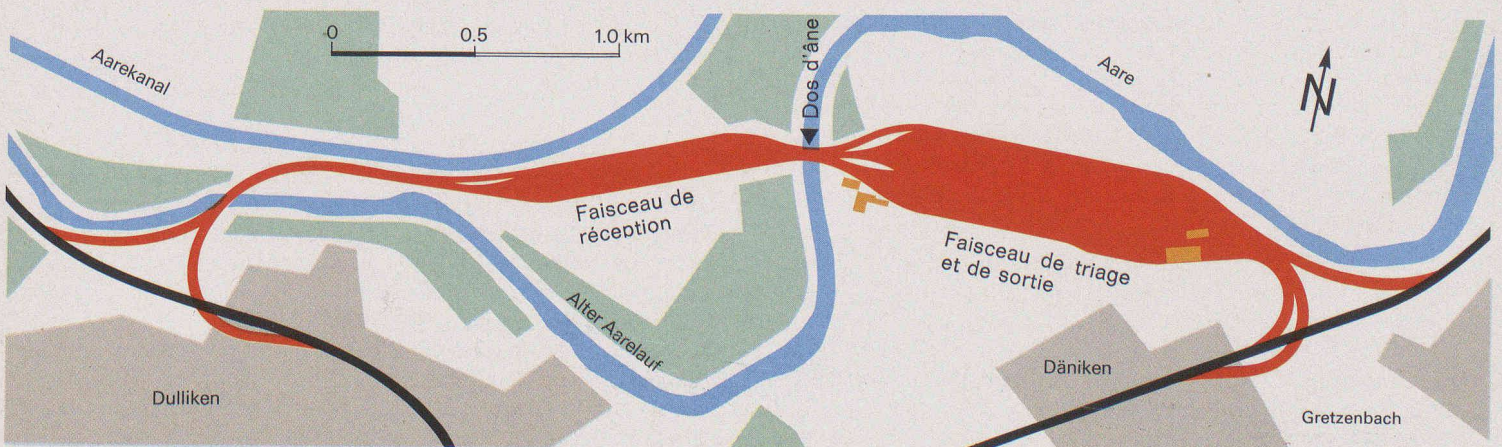 0 0.5 1.0 km
Aarekanal
Dos d'âne
Aare
N
Faisceau de
réception
Faisceau de triage
et de sortie
Alter Aarelauf
Däniken
Dulliken
Gretzenbach